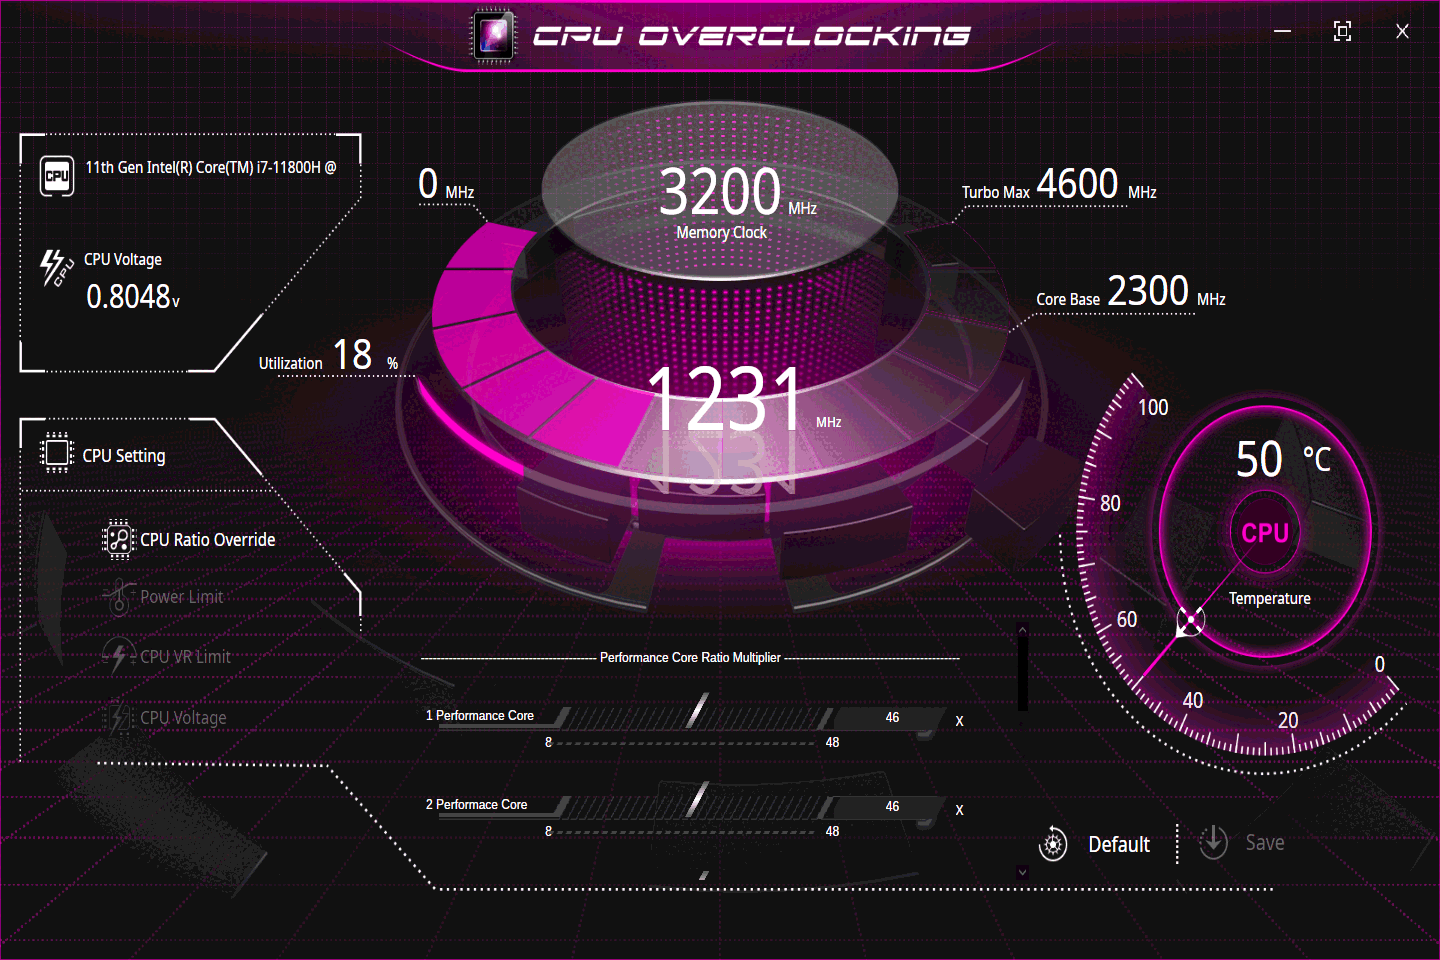 CPU OVERCLOCKING
CPU
11th Gen Intel(R) Core(TM) i7-11800H @
CPU
CPU Voltage
0.8048 v
0 MHz
3200 MHz
Memory Clock
Turbo Max 4600 MHz
Core Base 2300 MHz
Utilization 18 %
1231 MHz
CPU Setting
CPU Ratio Override
Power Limit
CPU VR Limit
CPU Voltage
100
80
60
40
20
0
50 °C
CPU
Temperature
Performance Core Ratio Multiplier
1 Performance Core
46 X
8 48
2 Performace Core
46 X
8 48
Default
Save